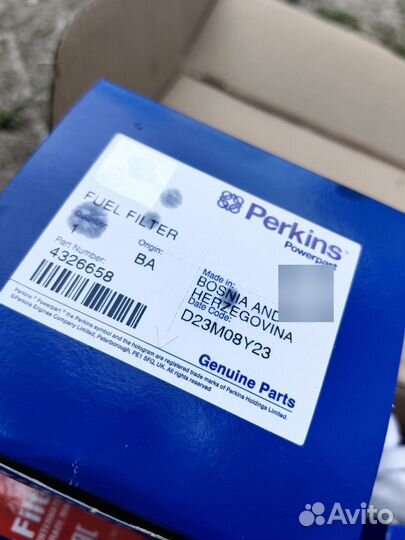 Perkins®
Powerpart
FUEL FILTER
1
Origin:
BA
Part Number:
4326658
Made in:
BOSNIA AND
HERZEGOVINA
Date Code:
D23M08Y23
Genuine Parts
Perkins® Powerpart® the Perkins symbol and the hologram are registered trade marks of Perkins Holdings Limited.
©Perkins Engines Company Limited, Peterborough, PE1 5FQ, UK. All rights reserved
Avito